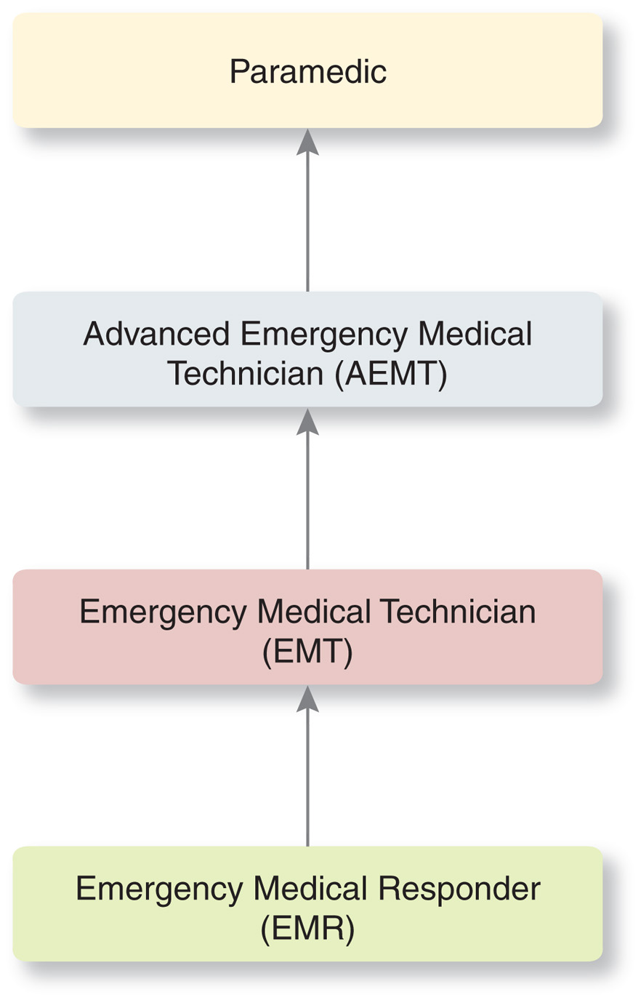 Paramedic
Advanced Emergency Medical
Technician (AEMT)
Emergency Medical Technician
(EMT)
Emergency Medical Responder
(EMR)